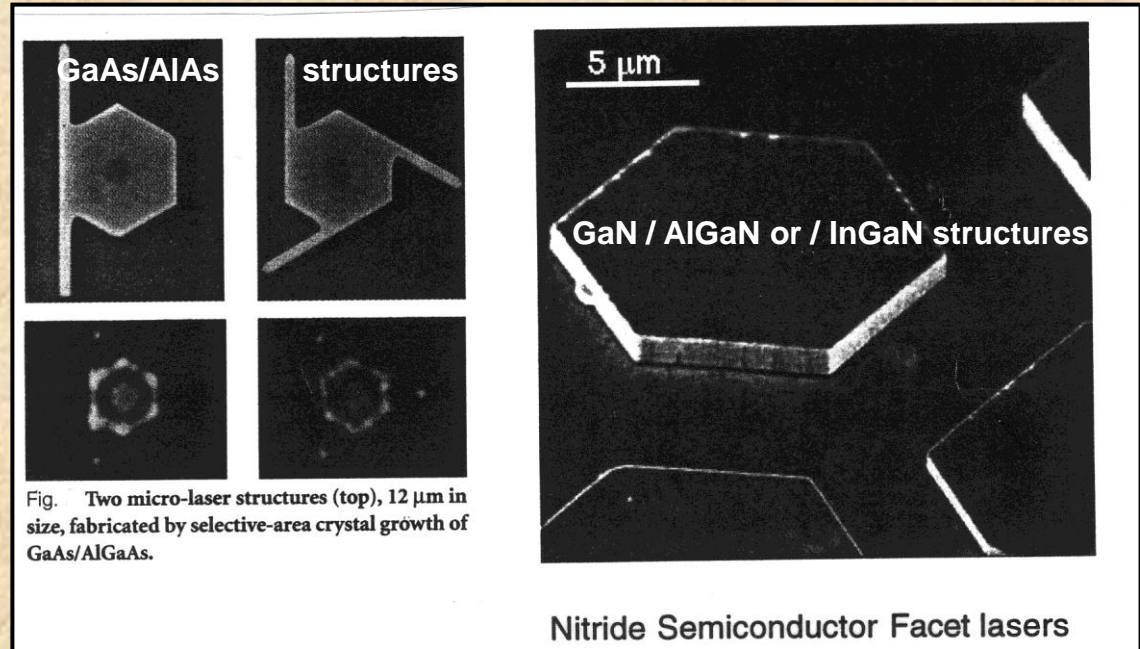 GaAs/AlAs structures
Fig. Two micro-laser structures (top), 12 μm in
size, fabricated by selective-area crystal growth of
GaAs/AlGaAs.
5 μm
GaN / AlGaN or / InGaN structures
Nitride Semiconductor Facet lasers